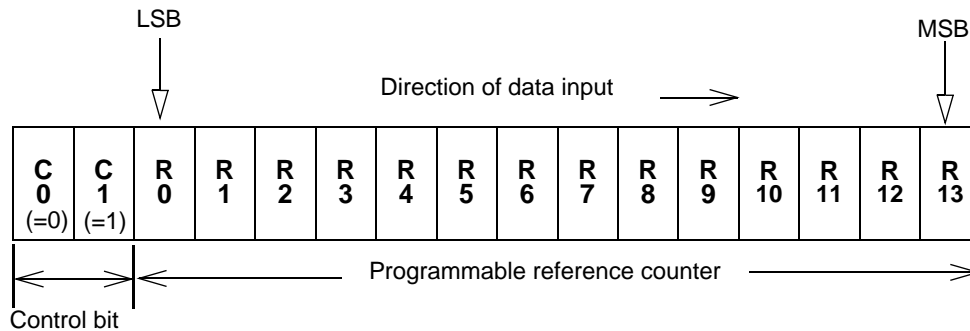 LSB
MSB
Direction of data input
C 0 (=0)
C 1 (=1)
R 0
R 1
R 2
R 3
R 4
R 5
R 6
R 7
R 8
R 9
R 10
R 11
R 12
R 13
Programmable reference counter
Control bit